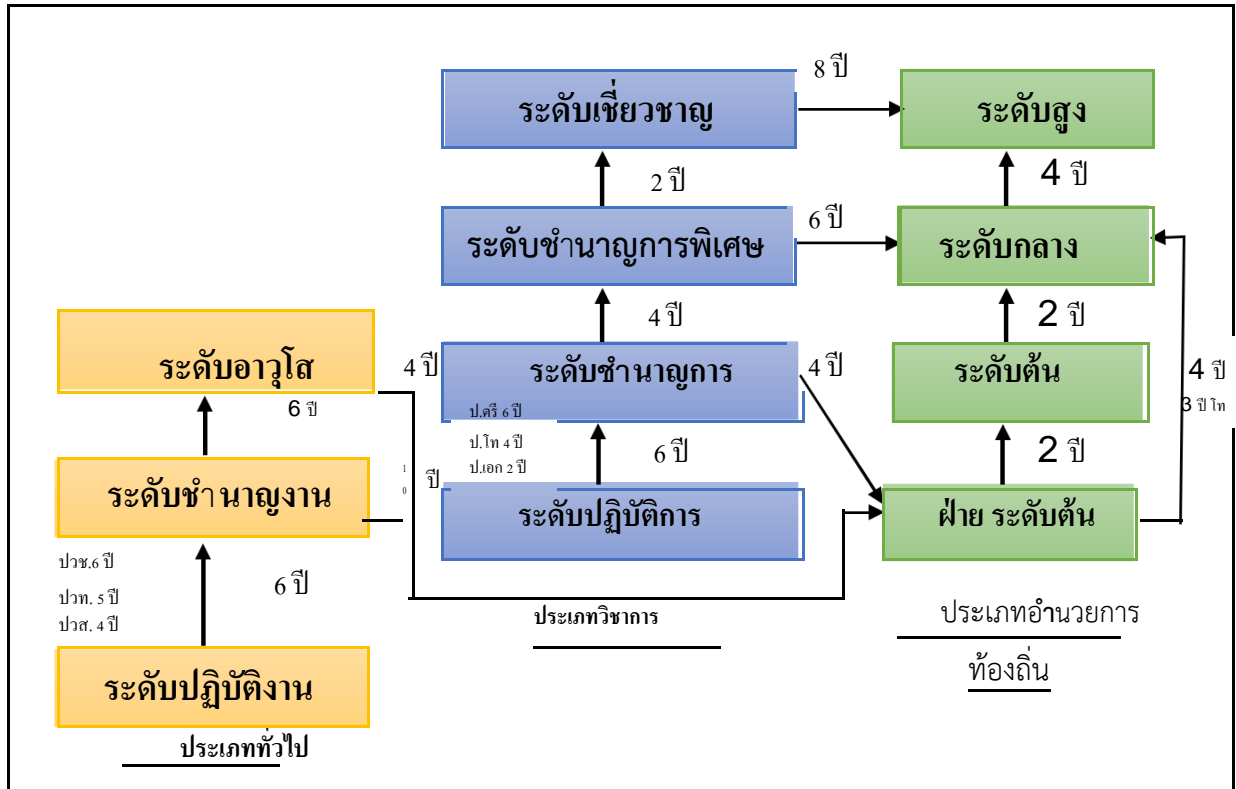 8 ปี
ระดับเชี่ยวชาญ
ระดับสูง
2 ปี
4 ปี
ระดับชำนาญการพิเศษ
6 ปี
ระดับกลาง
4 ปี
2 ปี
ระดับอาวุโส
4 ปี
ระดับชำนาญการ
4 ปี
ระดับต้น
4 ปี
3 ปี โท
6 ปี
ป.ตรี 6 ปี
ป.โท 4 ปี
ป.เอก 2 ปี
6 ปี
2 ปี
ระดับชำนาญงาน
1
0
ปี
ระดับปฏิบัติการ
ฝ่าย ระดับต้น
ปวช.6 ปี
ปวท. 5 ปี
ปวส. 4 ปี
6 ปี
ประเภทวิชาการ
ประเภทอำนวยการ
ท้องถิ่น
ระดับปฏิบัติงาน
ประเภททั่วไป